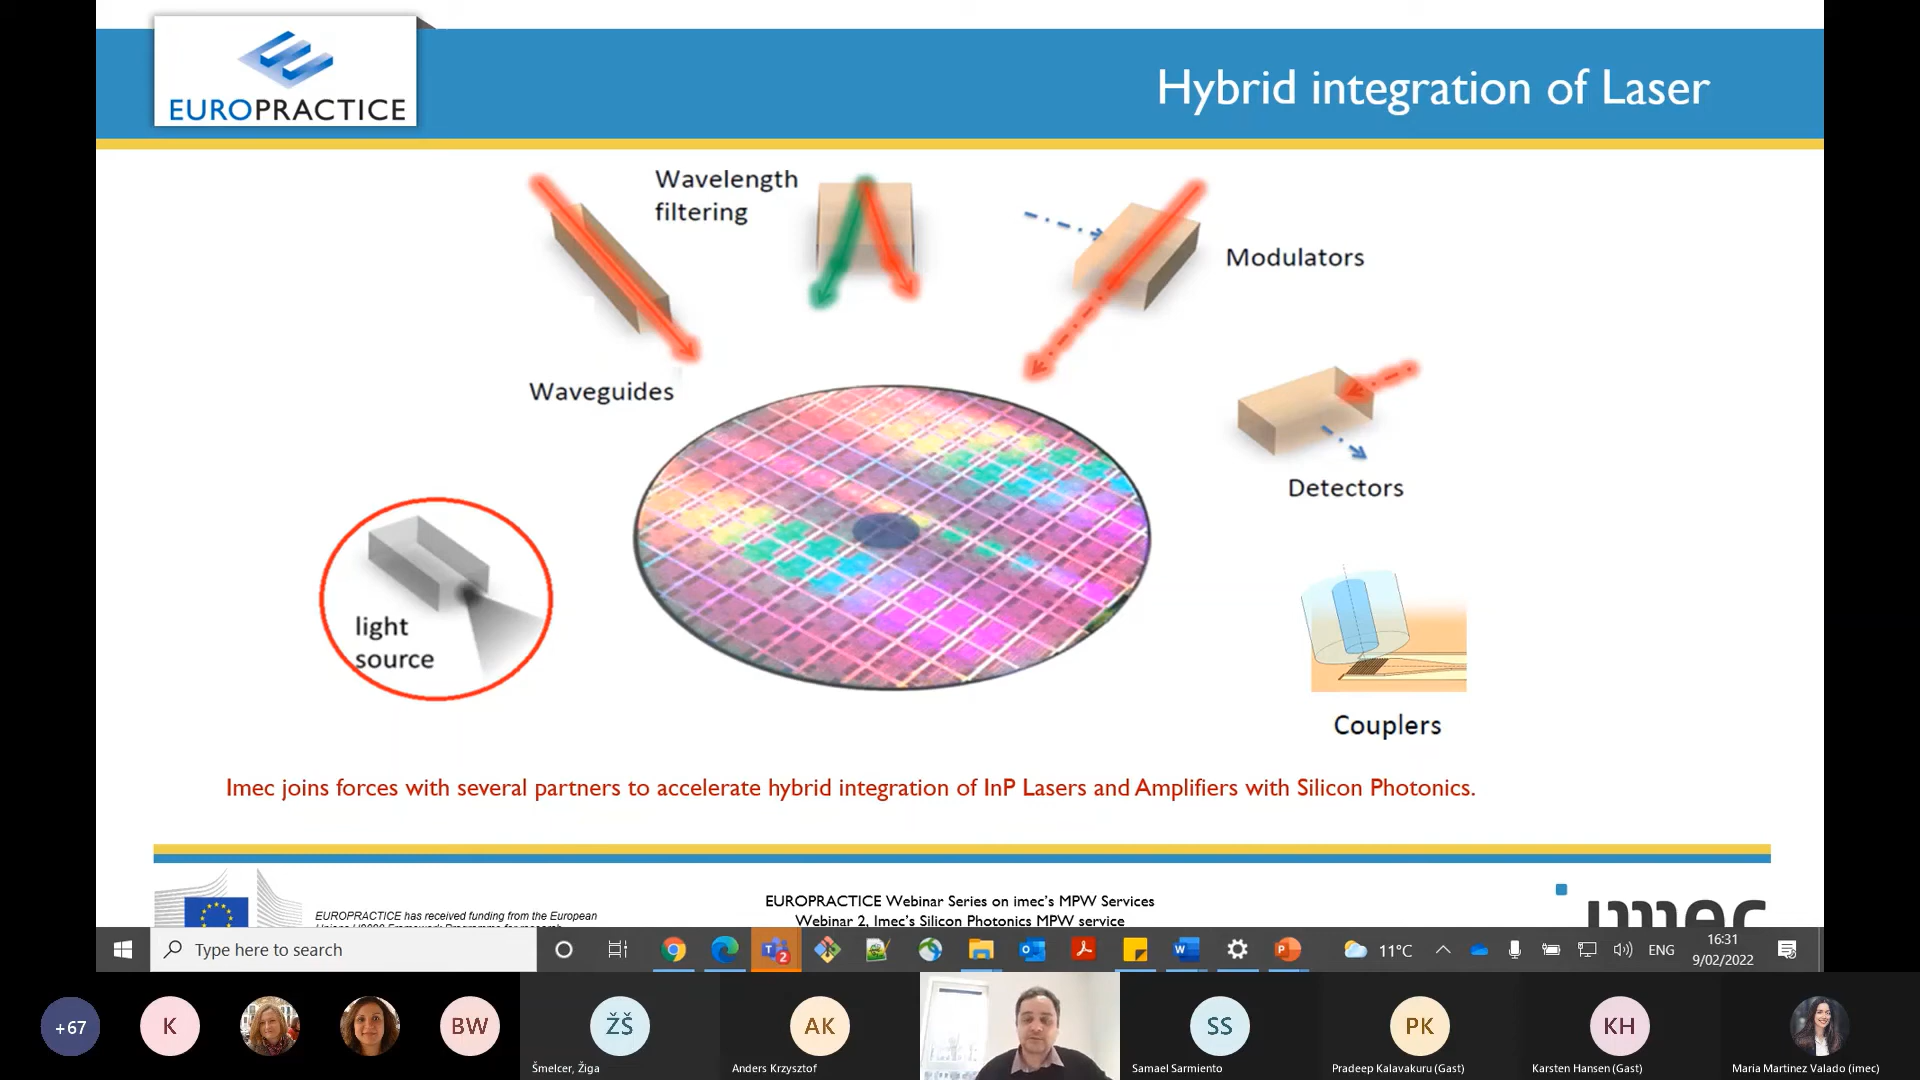 EUROPRACTICE
Hybrid integration of Laser
Wavelength
filtering
Modulators
Waveguides
Detectors
light
source
Couplers
Imec joins forces with several partners to accelerate hybrid integration of InP Lasers and Amplifiers with Silicon Photonics.
EUROPRACTICE has received funding from the European
EUROPRACTICE Webinar Series on imec's MPW Services
Webinar 2, Imec's Silicon Photonics MPW service
imec
Type here to search
2
11°C
ENG
16:31
9/02/2022
+67
K
BW
ŽŠ
AK
SS
PK
KH
Šmelcer, Žiga
Anders Krzysztof
Samael Sarmiento
Pradeep Kalavakuru (Gast)
Karsten Hansen (Gast)
Maria Martinez Valado (imec)